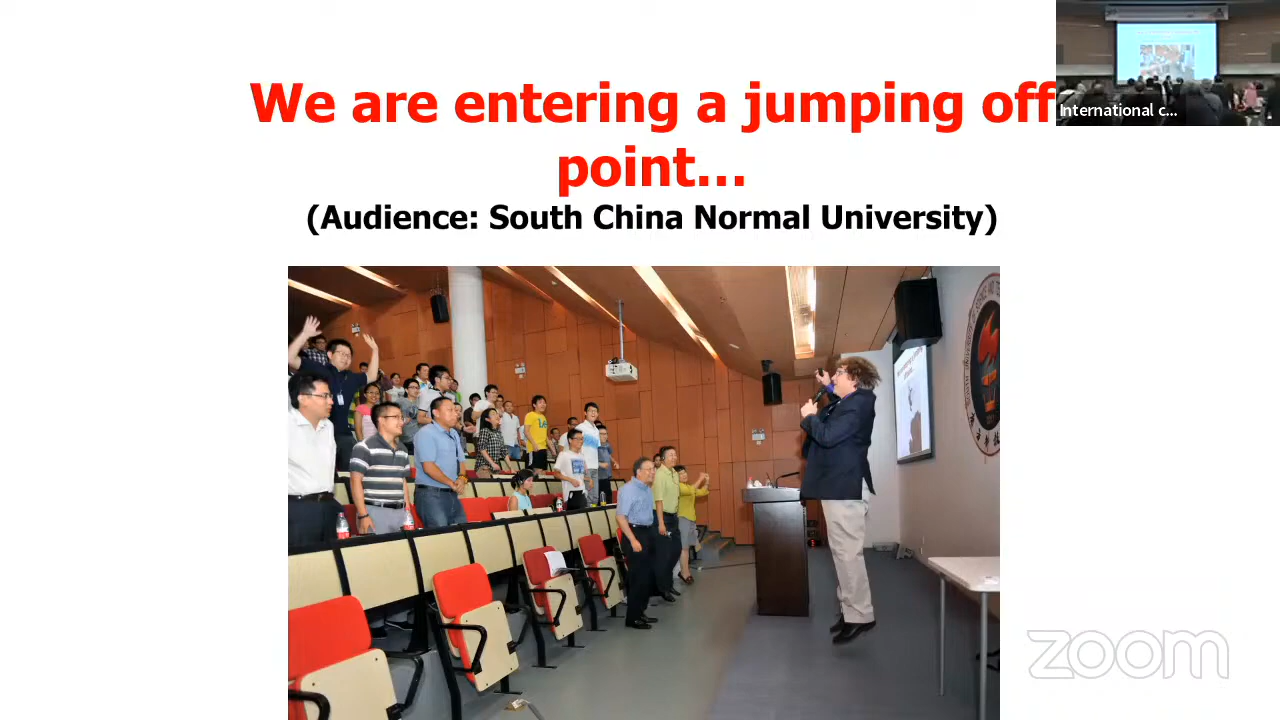 We are entering a jumping off
point...
(Audience: South China Normal University)
International c...
zoom